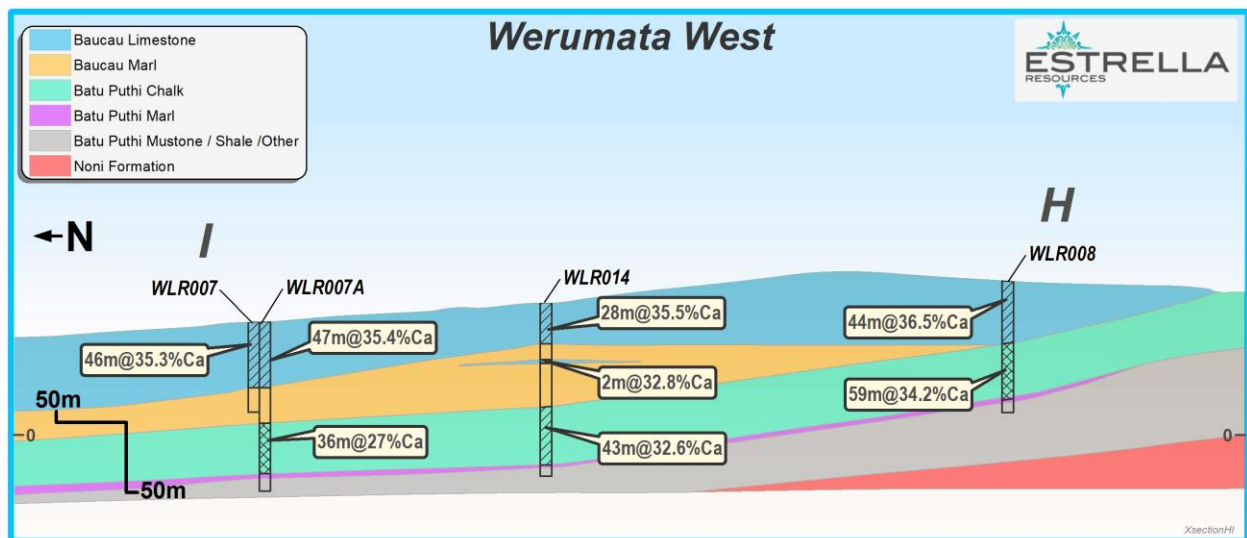 Werumata West
ESTRELLA
RESOURCES
Baucau Limestone
Baucau Marl
Batu Puthi Chalk
Batu Puthi Marl
Batu Puthi Mustone / Shale /Other
Noni Formation
N
I
H
WLR007
WLR007A
WLR014
WLR008
46m@35.3%Ca
47m@35.4%Ca
28m@35.5%Ca
44m@36.5%Ca
2m@32.8%Ca
59m@34.2%Ca
36m@27%Ca
43m@32.6%Ca
50m
0
0
50m
XsectionHI